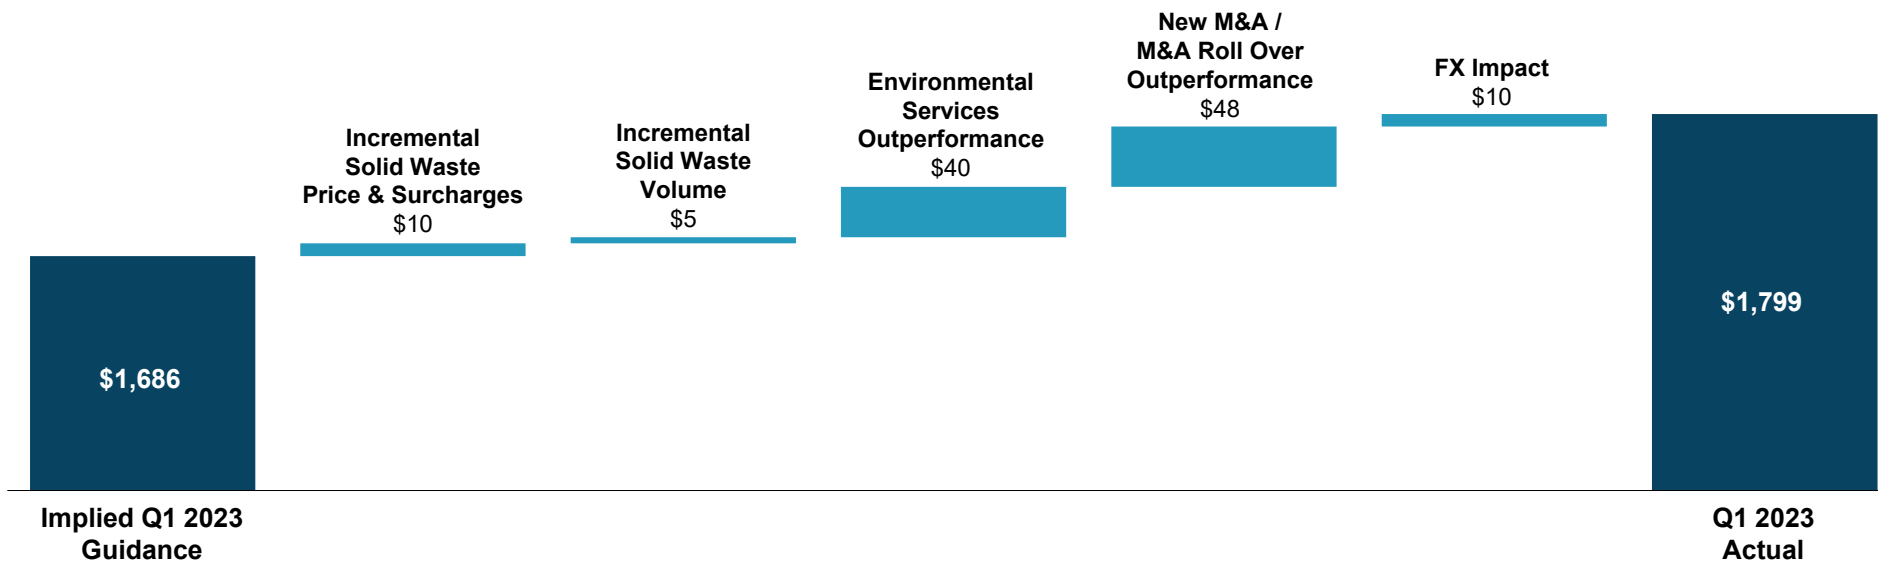 Incremental
Solid Waste
Price & Surcharges
$10
Incremental
Solid Waste
Volume
$5
Environmental
Services
Outperformance
$40
New M&A /
M&A Roll Over
Outperformance
$48
FX Impact
$10
$1,686
$1,799
Implied Q1 2023
Guidance
Q1 2023
Actual